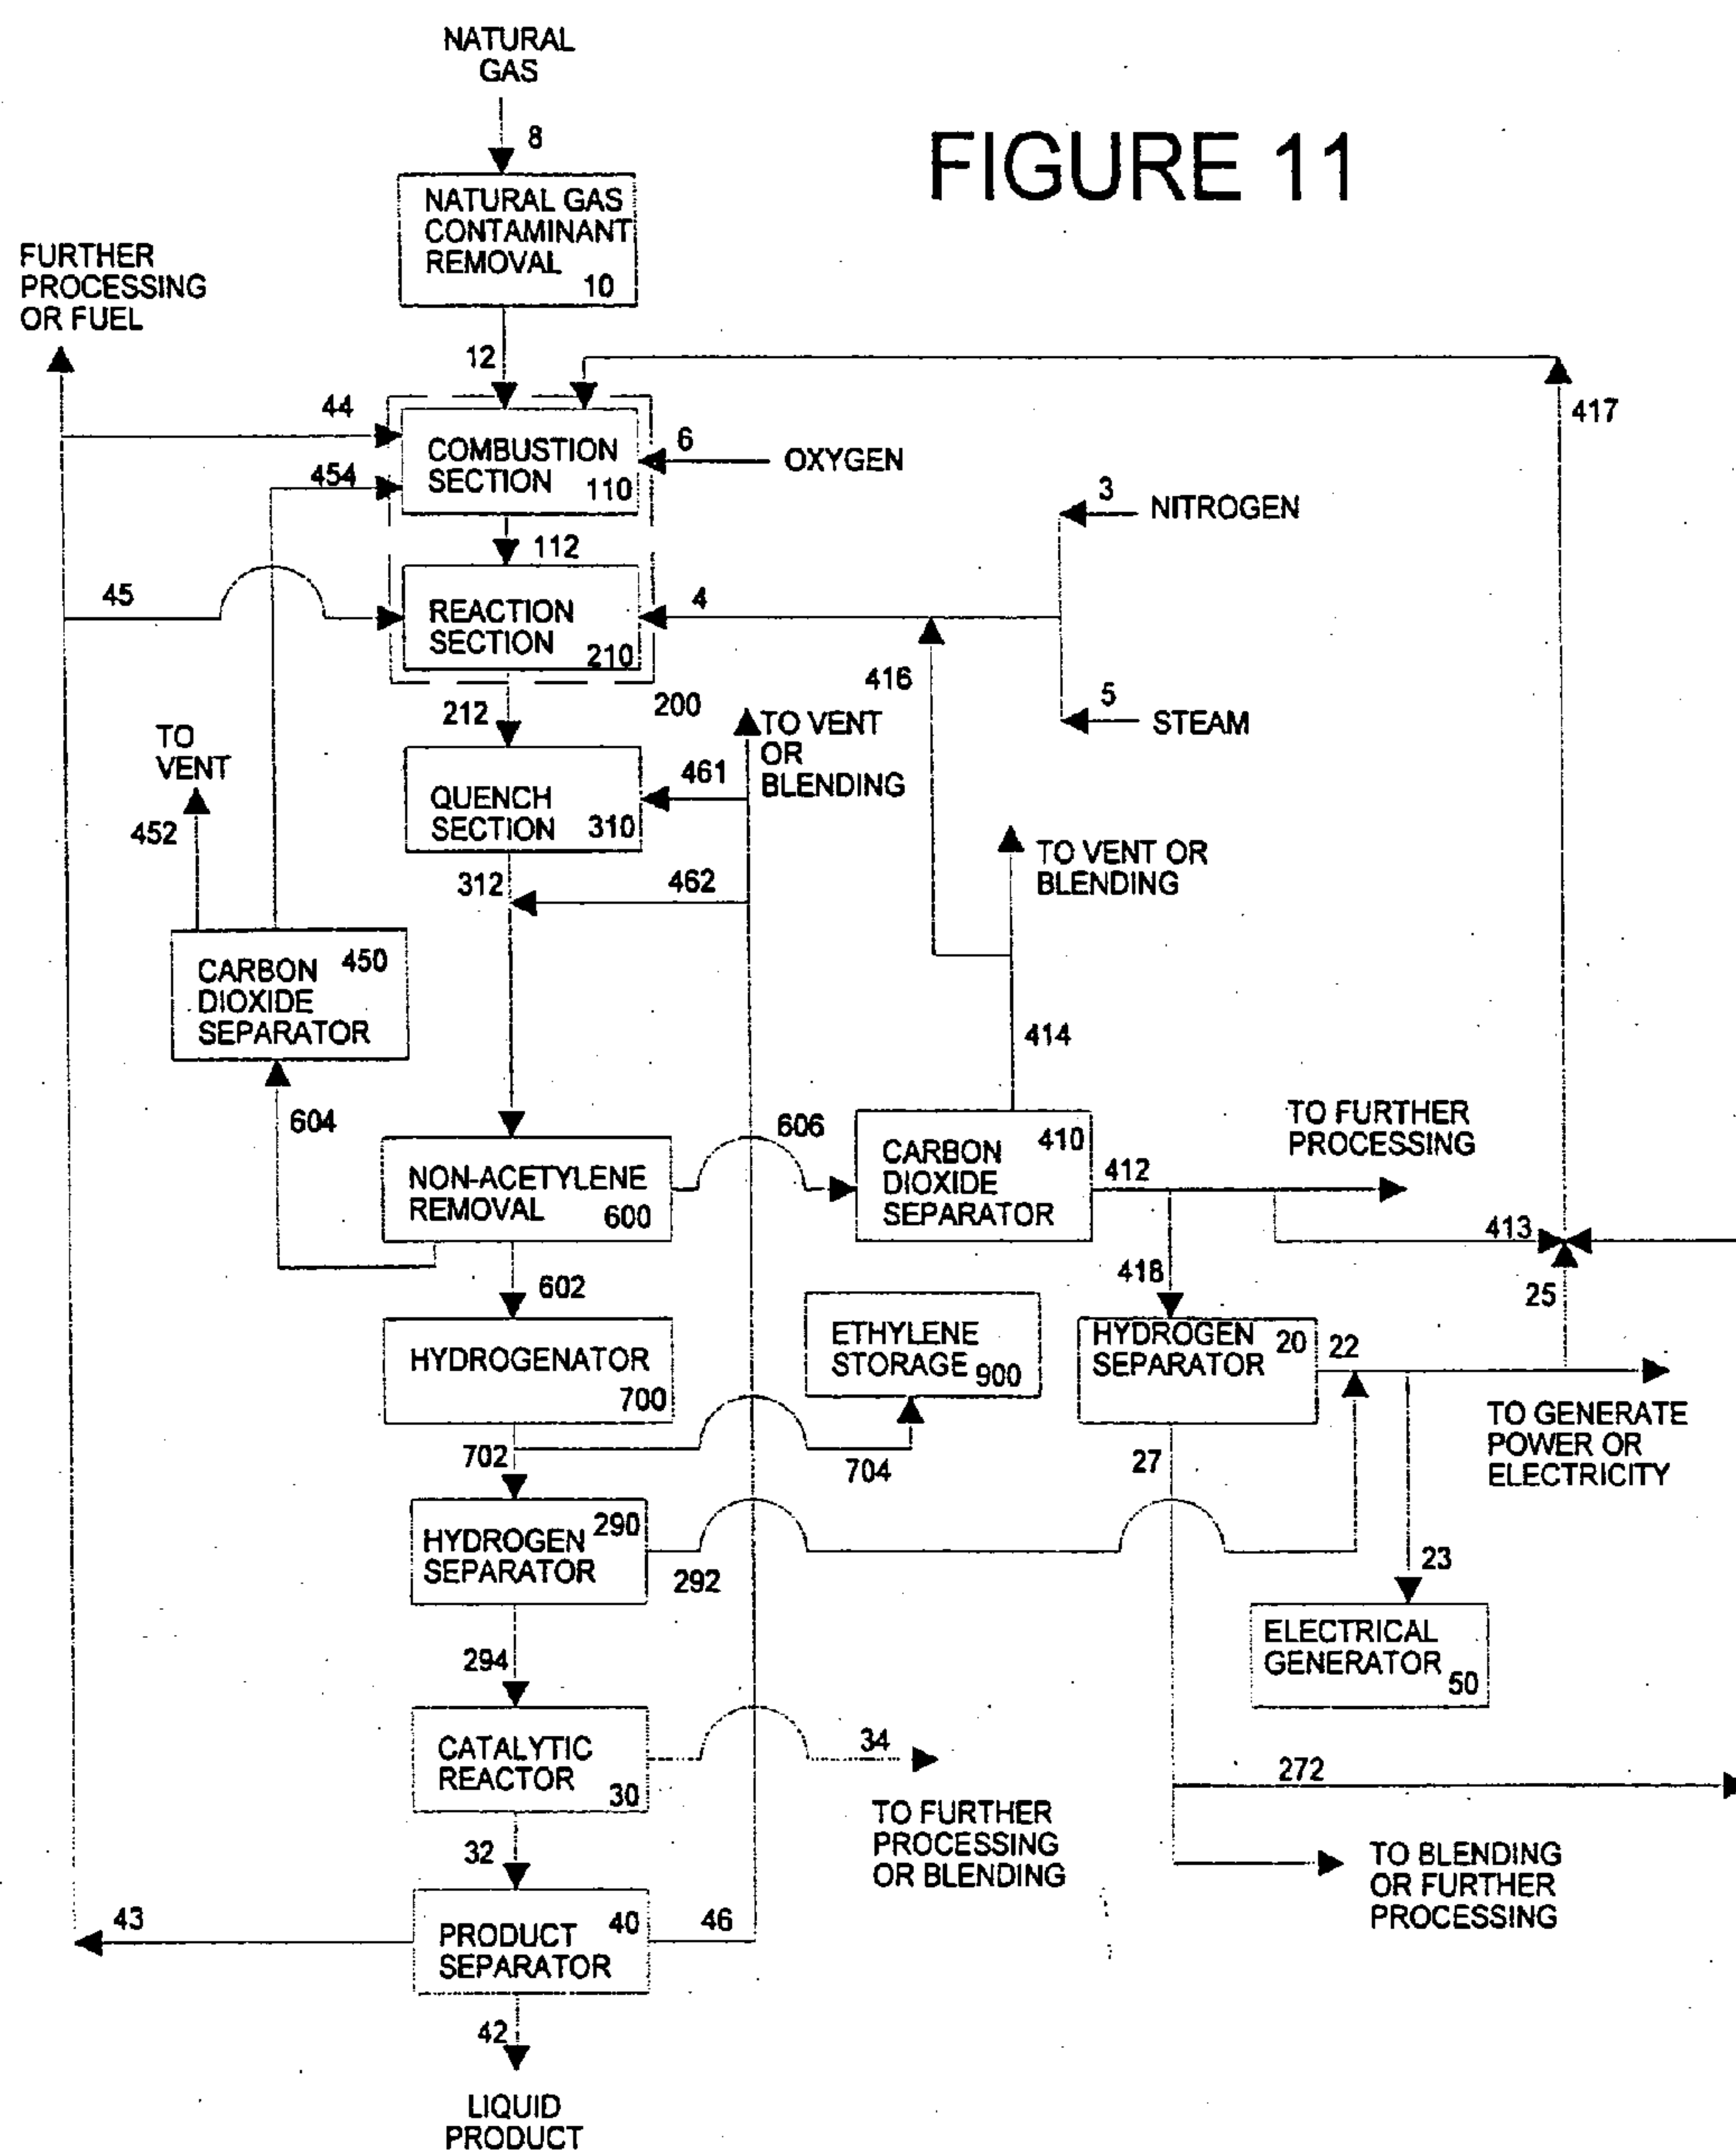 NATURAL
GAS
8
FIGURE 11
NATURAL GAS
CONTAMINANT
REMOVAL
10
FURTHER
PROCESSING
OR FUEL
12
417
44
6
COMBUSTION
SECTION
110
OXYGEN
454
3
NITROGEN
112
45
4
REACTION
SECTION
210
416
5
STEAM
212
200
TO
VENT
TO VENT
OR
BLENDING
461
QUENCH
SECTION
310
452
TO VENT OR
BLENDING
312
462
450
CARBON
DIOXIDE
SEPARATOR
414
604
606
TO FURTHER
PROCESSING
410
CARBON
DIOXIDE
SEPARATOR
412
NON-ACETYLENE
REMOVAL
600
413
418
602
25
ETHYLENE
STORAGE
900
HYDROGEN
SEPARATOR
20
22
HYDROGENATOR
700
TO GENERATE
POWER OR
ELECTRICITY
702
704
27
290
HYDROGEN
SEPARATOR
292
23
ELECTRICAL
GENERATOR
50
294
CATALYTIC
REACTOR
30
34
272
TO FURTHER
PROCESSING
OR BLENDING
32
TO BLENDING
OR FURTHER
PROCESSING
43
40
PRODUCT
SEPARATOR
46
42
LIQUID
PRODUCT